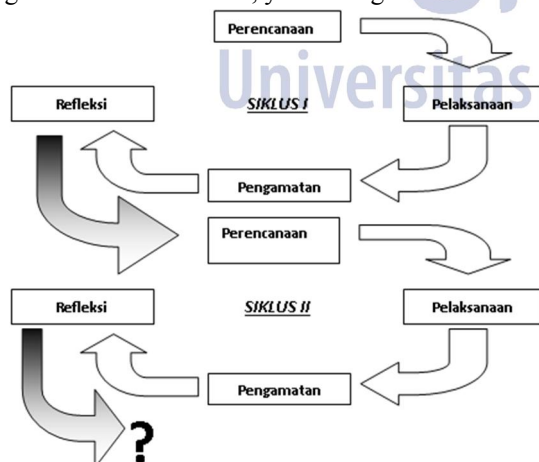 Perencanaan
Universitas
Refleksi
SIKLUS I
Pelaksanaan
Pengamatan
Perencanaan
Refleksi
SIKLUS II
Pelaksanaan
Pengamatan
?